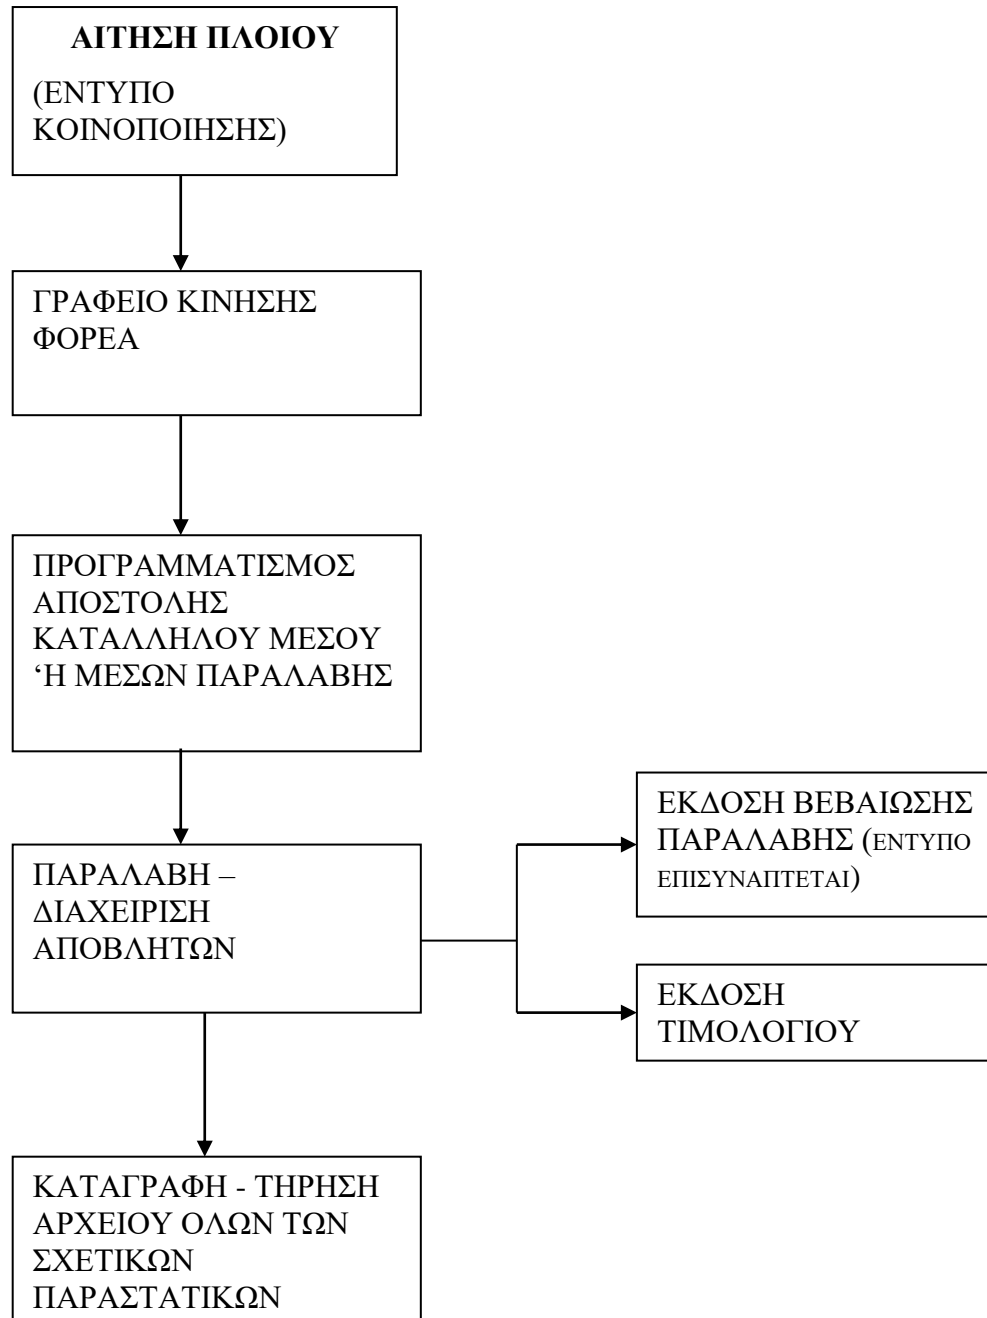 ΑΙΤΗΣΗ ΠΛΟΙΟΥ
(ΕΝΤΥΠΟ
ΚΟΙΝΟΠΟΙΗΣΗΣ)
ΓΡΑΦΕΙΟ ΚΙΝΗΣΗΣ
ΦΟΡΕΑ
ΠΡΟΓΡΑΜΜΑΤΙΣΜΟΣ
ΑΠΟΣΤΟΛΗΣ
ΚΑΤΑΛΛΗΛΟΥ ΜΕΣΟΥ
‘Η ΜΕΣΩΝ ΠΑΡΑΛΑΒΗΣ
ΠΑΡΑΛΑΒΗ –
ΔΙΑΧΕΙΡΙΣΗ
ΑΠΟΒΛΗΤΩΝ
ΕΚΔΟΣΗ ΒΕΒΑΙΩΣΗΣ
ΠΑΡΑΛΑΒΗΣ (ΕΝΤΥΠΟ
ΕΠΙΣΥΝΑΠΤΕΤΑΙ)
ΕΚΔΟΣΗ
ΤΙΜΟΛΟΓΙΟΥ
ΚΑΤΑΓΡΑΦΗ - ΤΗΡΗΣΗ
ΑΡΧΕΙΟΥ ΟΛΩΝ ΤΩΝ
ΣΧΕΤΙΚΩΝ
ΠΑΡΑΣΤΑΤΙΚΩΝ